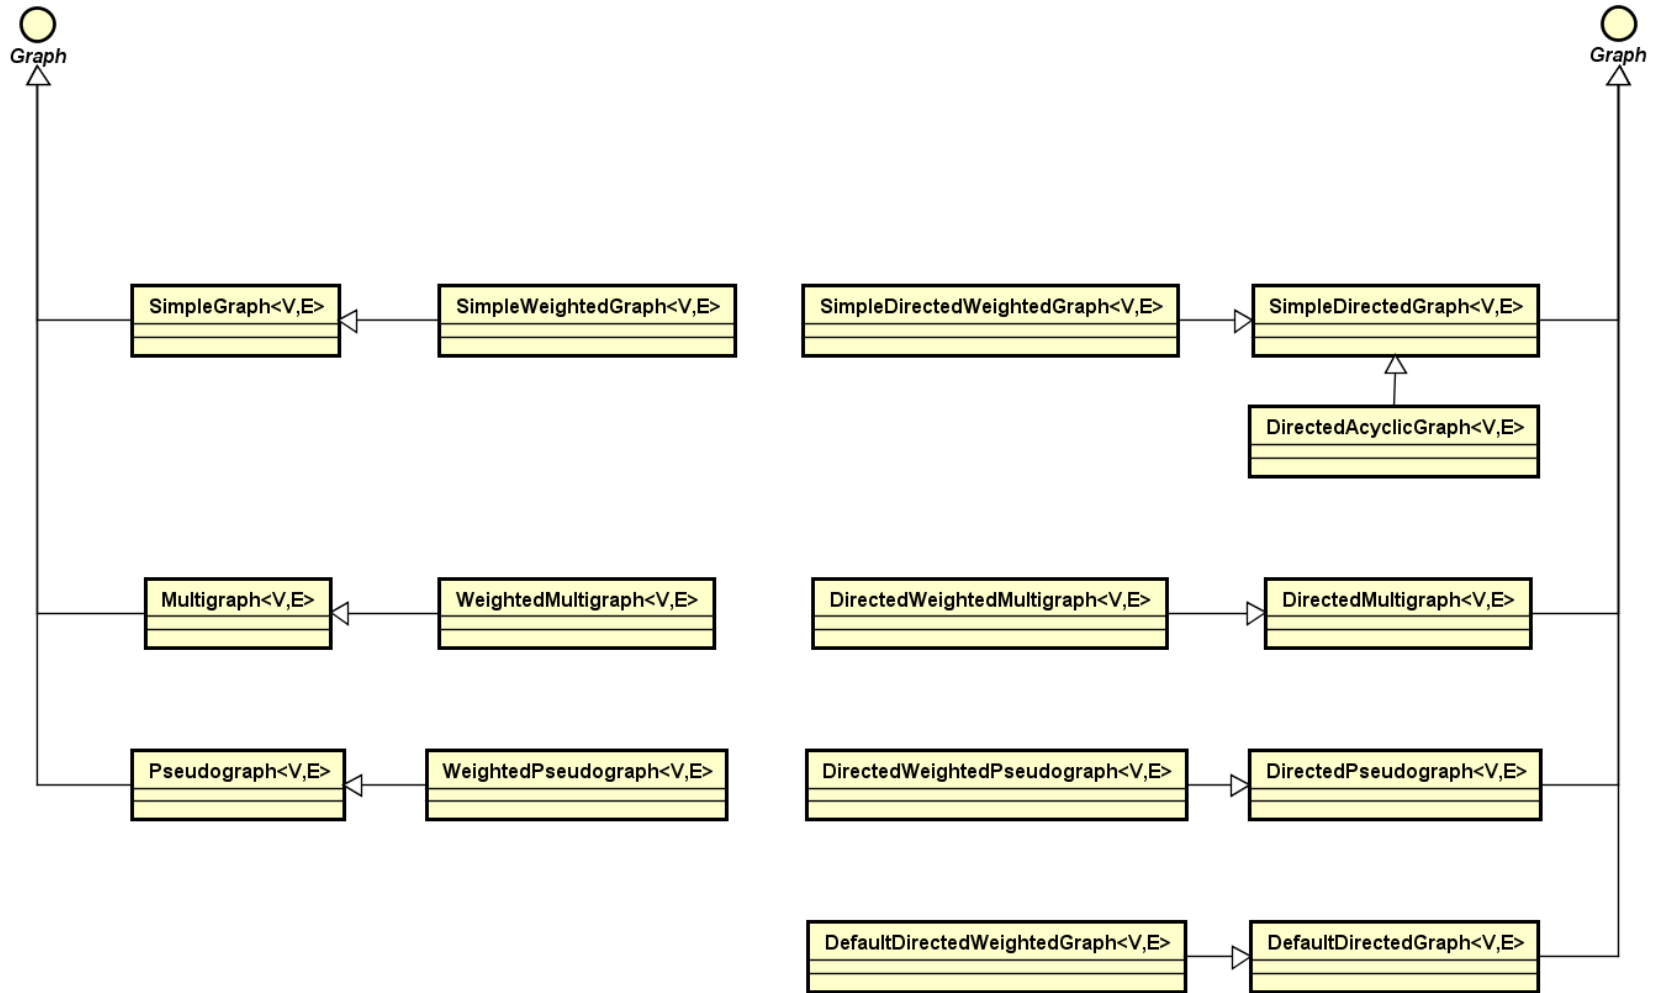 Graph
Graph
SimpleGraph<V,E>
SimpleWeightedGraph<V,E>
SimpleDirectedWeightedGraph<V,E>
SimpleDirectedGraph<V,E>
DirectedAcyclicGraph<V,E>
Multigraph<V,E>
WeightedMultigraph<V,E>
DirectedWeightedMultigraph<V,E>
DirectedMultigraph<V,E>
Pseudograph<V,E>
WeightedPseudograph<V,E>
DirectedWeightedPseudograph<V,E>
DirectedPseudograph<V,E>
DefaultDirectedWeightedGraph<V,E>
DefaultDirectedGraph<V,E>